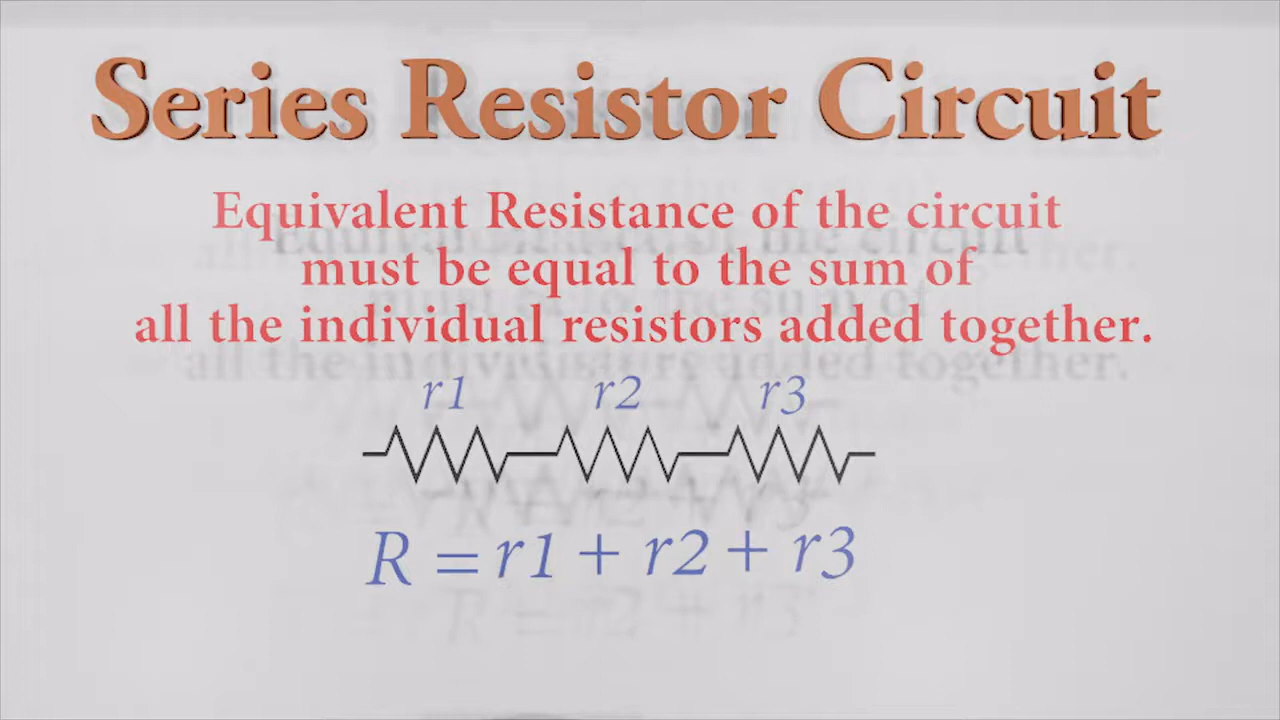 Series Resistor Circuit
Equivalent Resistance of the circuit
must be equal to the sum of
all the individual resistors added together.
r1 r2 r3
R = r1 + r2 + r3